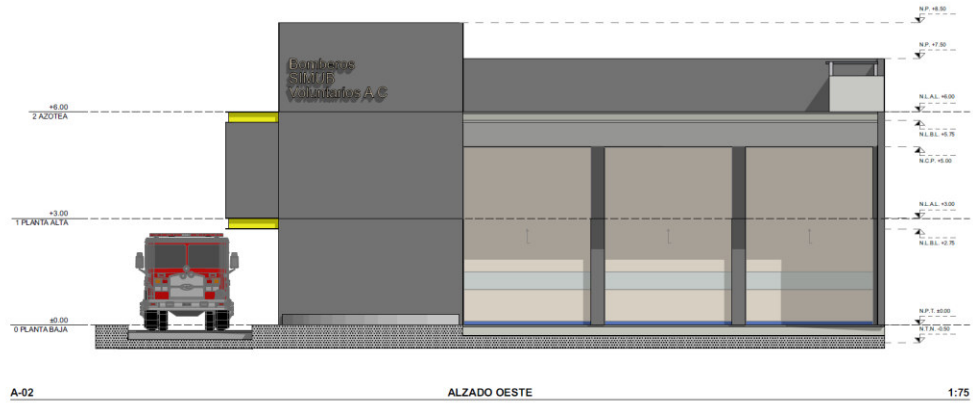 N.P. +8.50
N.P. +7.50
Bomberos
SIMUB
Voluntarios A.C
+6.00
2 AZOTEA
N.L.A.L. +6.00
N.L.B.L. +5.75
N.C.P. +5.00
+3.00
1 PLANTA ALTA
N.L.A.L. +3.00
N.L.B.L. +2.75
±0.00
0 PLANTA BAJA
N.P.T. ±0.00
N.T.N. -0.50
A-02
ALZADO OESTE
1:75